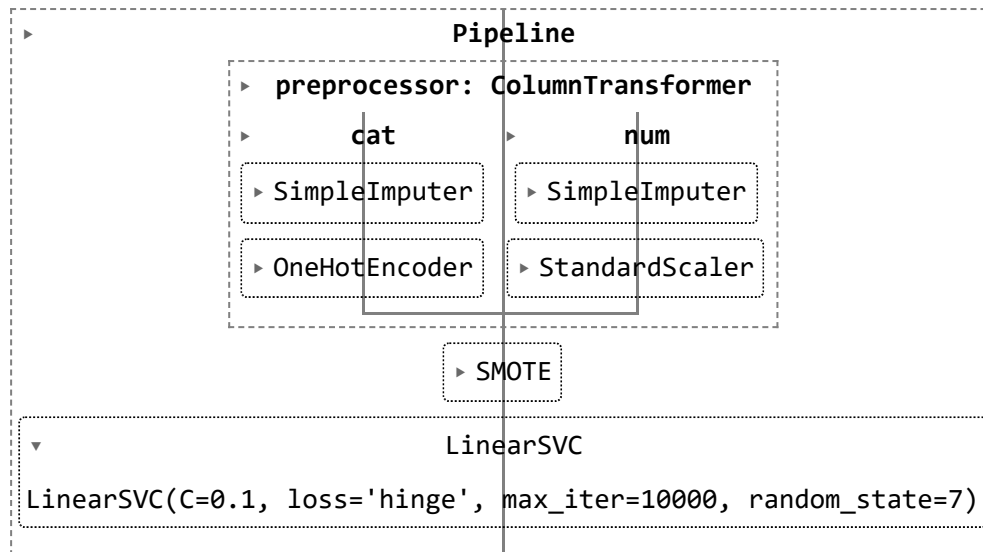 Pipeline
preprocessor: ColumnTransformer
cat num
SimpleImputer SimpleImputer
OneHotEncoder StandardScaler
SMOTE
LinearSVC
LinearSVC(C=0.1, loss='hinge', max_iter=10000, random_state=7)